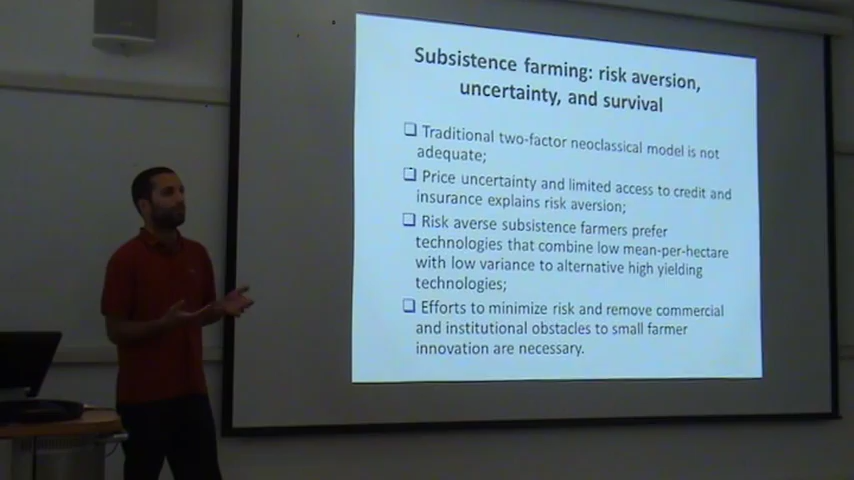 Subsistence farming: risk aversion,
uncertainty, and survival
❑ Traditional two-factor neoclassical model is not
adequate;
❑ Price uncertainty and limited access to credit and
insurance explains risk aversion;
❑ Risk averse subsistence farmers prefer
technologies that combine low mean-per-hectare
with low variance to alternative high yielding
technologies;
❑ Efforts to minimize risk and remove commercial
and institutional obstacles to small farmer
innovation are necessary.